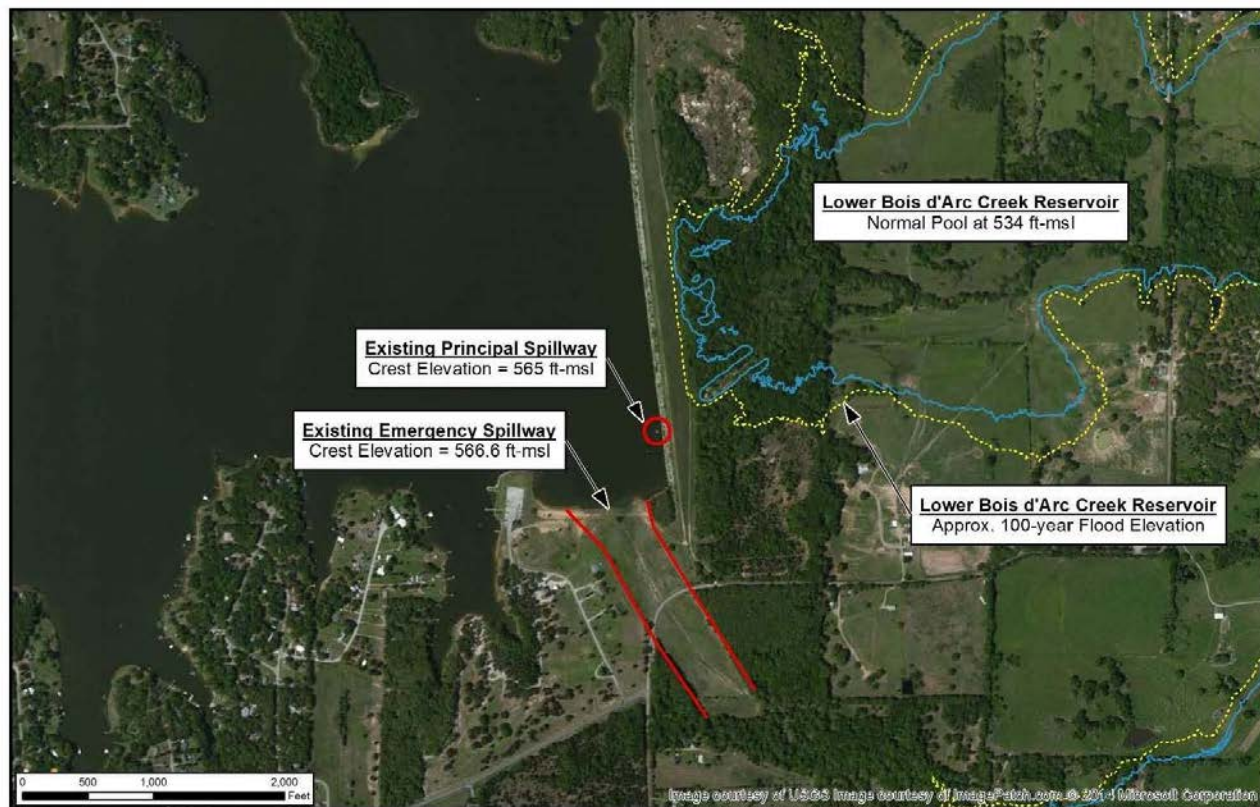 Lower Bois d'Arc Creek Reservoir
Normal Pool at 534 ft-msl
Existing Principal Spillway
Crest Elevation = 565 ft-msl
Existing Emergency Spillway
Crest Elevation = 566.6 ft-msl
Lower Bois d'Arc Creek Reservoir
Approx. 100-year Flood Elevation
0 500 1,000 2,000
Feet
Image courtesy of USGS Image courtesy of ImagePatch.com © 2014 Microsoft Corporation